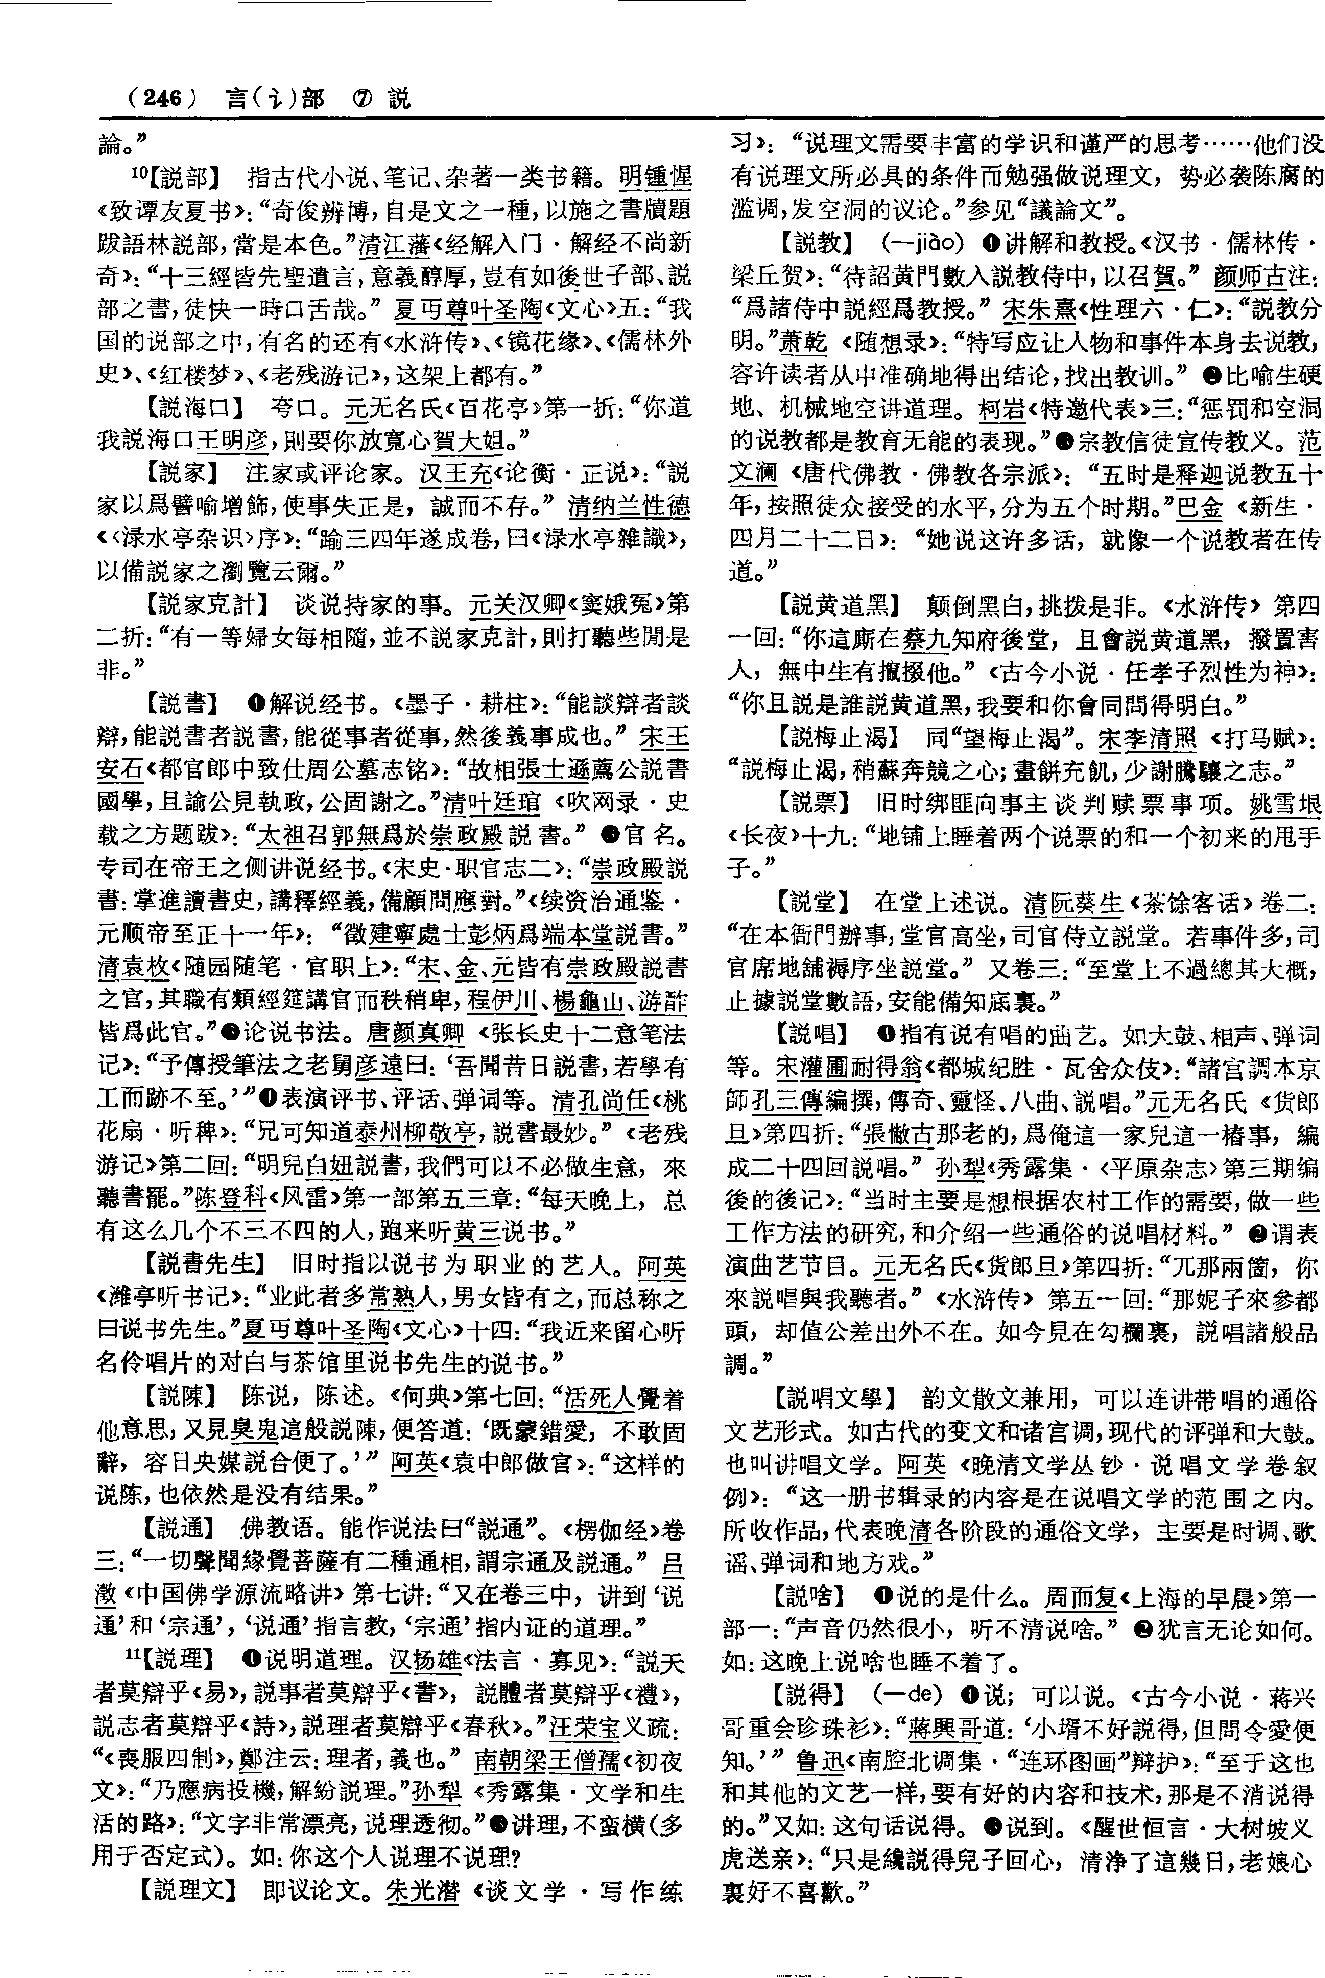 (246) 言(讠)部 ⑦ 説
論。”
¹⁰【説部】 指古代小说、笔记、杂著一类书籍。明锺惺
《致谭友夏书》：“奇俊辨博，自是文之一種，以施之書牘題
跋語林説部，當是本色。”清江藩《经解入门·解经不尚新
奇》：“十三經皆先聖遺言，意義醇厚，豈有如後世子部、説
部之書，徒快一時口舌哉。” 夏丏尊叶圣陶《文心》五：“我
国的说部之中，有名的还有《水浒传》、《镜花缘》、《儒林外
史》、《红楼梦》、《老残游记》，这架上都有。”
【説海口】 夸口。元无名氏《百花亭》第一折：“你道
我説海口王明彦，則要你放寬心賀大姐。”
【説家】 注家或评论家。汉王充《论衡·正说》：“説
家以爲譬喻增飾，使事失正是，誠而不存。” 清纳兰性德
《〈渌水亭杂识〉序》：“踰三四年遂成卷，曰《渌水亭雜識》，
以備説家之瀏覽云爾。”
【説家克計】 谈说持家的事。元关汉卿《窦娥冤》第
二折：“有一等婦女每相隨，並不説家克計，則打聽些閒是
非。”
【説書】 ❶解说经书。《墨子·耕柱》：“能談辯者談
辯，能説書者説書，能從事者從事，然後義事成也。” 宋王
安石《都官郎中致仕周公墓志铭》：“故相張士遜薦公説書
國學，且諭公見執政，公固謝之。”清叶廷琯《吹网录·史
载之方题跋》：“太祖召郭無爲於崇政殿説書。” ❷官名。
专司在帝王之侧讲说经书。《宋史·职官志二》：“崇政殿説
書：掌進讀書史，講釋經義，備顧問應對。”《续资治通鉴·
元顺帝至正十一年》：“徵建寧處士彭炳爲端本堂説書。”
清袁枚《随园随笔·官职上》：“宋、金、元皆有崇政殿説書
之官，其職有類經筵講官而秩稍卑，程伊川、楊龜山、游酢
皆爲此官。”❸论说书法。唐颜真卿《张长史十二意笔法
记》：“予傳授筆法之老舅彦遠曰：‘吾聞昔日説書，若學有
工而跡不至。’”❹表演评书、评话、弹词等。清孔尚任《桃
花扇·听稗》：“兄可知道泰州柳敬亭，説書最妙。”《老残
游记》第二回：“明兒白妞説書，我們可以不必做生意，來
聽書罷。”陈登科《风雷》第一部第五三章：“每天晚上，总
有这么几个不三不四的人，跑来听黄三说书。”
【説書先生】 旧时指以说书为职业的艺人。阿英
《潍亭听书记》：“业此者多常熟人，男女皆有之，而总称之
曰说书先生。”夏丏尊叶圣陶《文心》十四：“我近来留心听
名伶唱片的对白与茶馆里说书先生的说书。”
【説陳】 陈说，陈述。《何典》第七回：“活死人覺着
他意思，又見臭鬼這般説陳，便答道：‘既蒙錯愛，不敢固
辭，容日央媒説合便了。’” 阿英《袁中郎做官》：“这样的
说陈，也依然是没有结果。”
【説通】 佛教语。能作说法曰“説通”。《楞伽经》卷
三：“一切聲聞緣覺菩薩有二種通相，謂宗通及説通。” 吕
澂《中国佛学源流略讲》第七讲：“又在卷三中，讲到‘说
通’和‘宗通’，‘说通’指言教，‘宗通’指内证的道理。”
¹¹【説理】 ❶说明道理。汉扬雄《法言·寡见》：“説天
者莫辯乎《易》，説事者莫辯乎《書》，説體者莫辯乎《禮》，
説志者莫辯乎《詩》，説理者莫辯乎《春秋》。”汪荣宝义疏：
“《喪服四制》，鄭注云：理者，義也。” 南朝梁王僧孺《初夜
文》：“乃應病投機，解紛説理。”孙犁《秀露集·文学和生
活的路》：“文字非常漂亮，说理透彻。”❷讲理，不蛮横(多
用于否定式)。如：你这个人说理不说理？
【説理文】 即议论文。朱光潜《谈文学·写作练
习》：“说理文需要丰富的学识和谨严的思考……他们没
有说理文所必具的条件而勉强做说理文，势必袭陈腐的
滥调，发空洞的议论。”参见“議論文”。
【説教】 (—jiào) ❶讲解和教授。《汉书·儒林传·
梁丘贺》：“待詔黄門數入説教侍中，以召賀。” 颜师古注：
“爲諸侍中説經爲教授。” 宋朱熹《性理六·仁》：“説教分
明。”萧乾《随想录》：“特写应让人物和事件本身去说教，
容许读者从中准确地得出结论，找出教训。” ❷比喻生硬
地、机械地空讲道理。柯岩《特邀代表》三：“惩罚和空洞
的说教都是教育无能的表现。”❸宗教信徒宣传教义。范
文澜《唐代佛教·佛教各宗派》：“五时是释迦说教五十
年，按照徒众接受的水平，分为五个时期。”巴金《新生·
四月二十二日》：“她说这许多话，就像一个说教者在传
道。”
【説黄道黑】 颠倒黑白，挑拨是非。《水浒传》第四
一回：“你這廝在蔡九知府後堂，且會説黄道黑，撥置害
人，無中生有攛掇他。”《古今小说·任孝子烈性为神》：
“你且説是誰説黄道黑，我要和你會同問得明白。”
【説梅止渴】 同“望梅止渴”。宋李清照《打马赋》：
“説梅止渴，稍蘇奔競之心；畫餅充飢，少謝騰驤之志。”
【説票】 旧时绑匪向事主谈判赎票事项。姚雪垠
《长夜》十九：“地铺上睡着两个说票的和一个初来的甩手
子。”
【説堂】 在堂上述说。清阮葵生《茶馀客话》卷二：
“在本衙門辦事，堂官高坐，司官侍立説堂。若事件多，司
官席地舖褥序坐説堂。” 又卷三：“至堂上不過總其大概，
止據説堂數語，安能備知底裏。”
【説唱】 ❶指有说有唱的曲艺。如大鼓、相声、弹词
等。宋灌圃耐得翁《都城纪胜·瓦舍众伎》：“諸宫調本京
師孔三傳編撰，傳奇、靈怪、八曲、説唱。”元无名氏《货郎
旦》第四折：“張憿古那老的，爲俺這一家兒這一樁事，編
成二十四回説唱。” 孙犁《秀露集·〈平原杂志〉第三期编
後的後记》：“当时主要是想根据农村工作的需要，做一些
工作方法的研究，和介绍一些通俗的说唱材料。” ❷谓表
演曲艺节目。元无名氏《货郎旦》第四折：“兀那兩箇，你
來説唱與我聽者。”《水浒传》第五一回：“那妮子來參都
頭，却值公差出外不在。如今見在勾欄裏，説唱諸般品
調。”
【説唱文學】 韵文散文兼用，可以连讲带唱的通俗
文艺形式。如古代的变文和诸宫调，现代的评弹和大鼓。
也叫讲唱文学。阿英《晚清文学丛钞·说唱文学卷叙
例》：“这一册书辑录的内容是在说唱文学的范围之内。
所收作品，代表晚清各阶段的通俗文学，主要是时调、歌
谣、弹词和地方戏。”
【説啥】 ❶说的是什么。周而复《上海的早晨》第一
部一：“声音仍然很小，听不清说啥。” ❷犹言无论如何。
如：这晚上说啥也睡不着了。
【説得】 (—de) ❶说；可以说。《古今小说·蒋兴
哥重会珍珠衫》：“蔣興哥道：‘小壻不好説得，但問令愛便
知。’” 鲁迅《南腔北调集·“连环图画”辩护》：“至于这也
和其他的文艺一样，要有好的内容和技术，那是不消说得
的。”又如：这句话说得。❷说到。《醒世恒言·大树坡义
虎送亲》：“只是纔説得兒子回心，清浄了這幾日，老娘心
裏好不喜歡。”